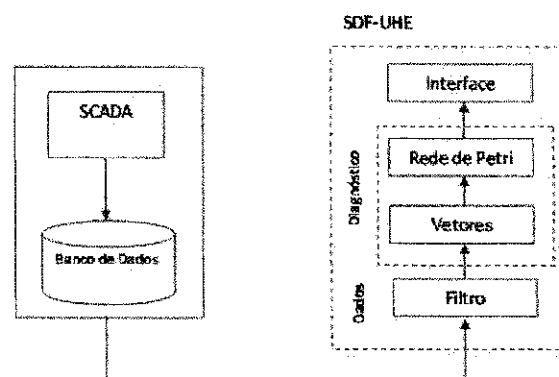 SCADA
Banco de Dados
SDF-UHE
Interface
Diagnóstico
Rede de Petri
Vetores
Dados
Filtro